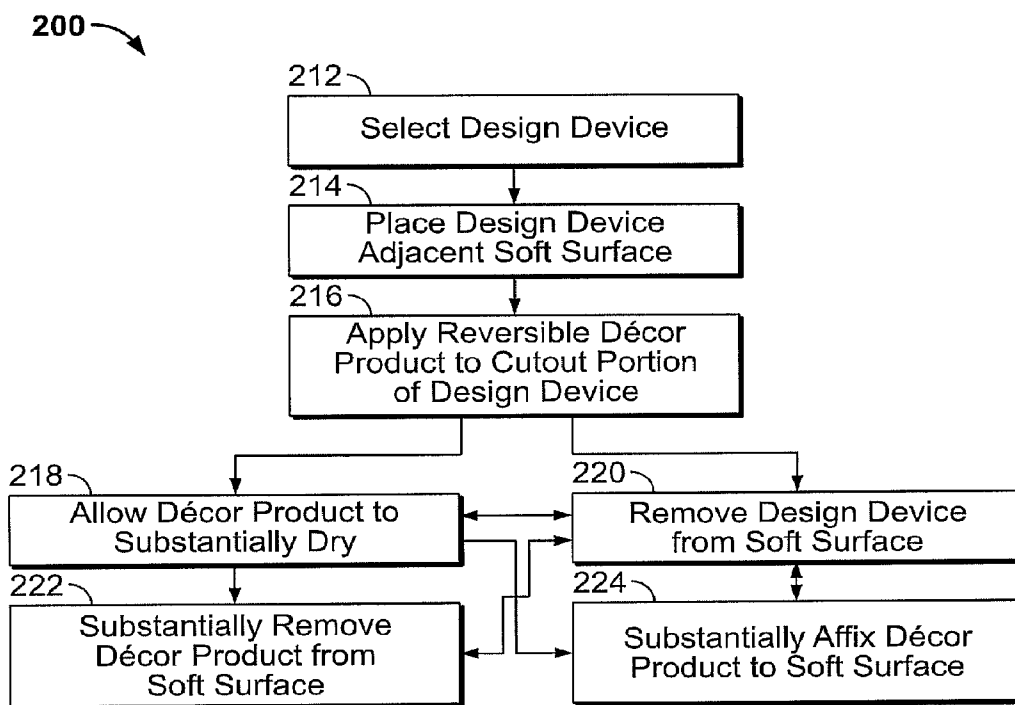 200
212
Select Design Device
214
Place Design Device
Adjacent Soft Surface
216
Apply Reversible Décor
Product to Cutout Portion
of Design Device
218
Allow Décor Product to
Substantially Dry
220
Remove Design Device
from Soft Surface
222
Substantially Remove
Décor Product from
Soft Surface
224
Substantially Affix Décor
Product to Soft Surface